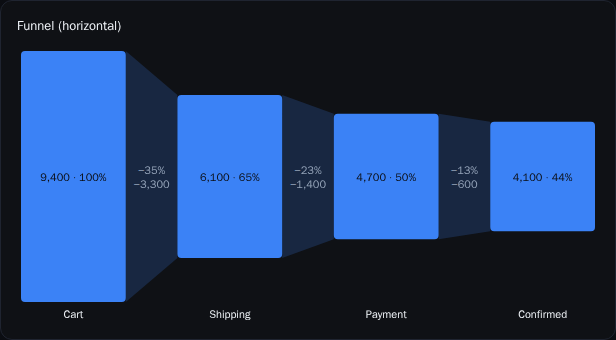 Funnel (horizontal)
9,400 · 100%
−35%
−3,300
6,100 · 65%
−23%
−1,400
4,700 · 50%
−13%
−600
4,100 · 44%
Cart
Shipping
Payment
Confirmed